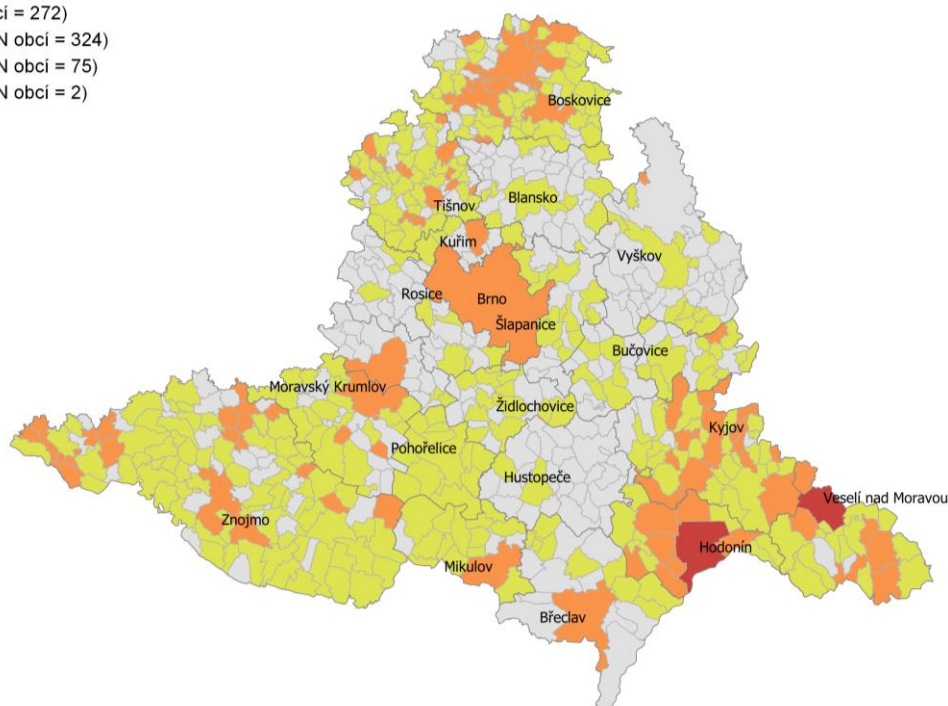 cí = 272)
N obcí = 324)
N obcí = 75)
N obcí = 2)
Boskovice
Blansko
Tišnov
Kuřim
Vyškov
Rosice
Brno
Šlapanice
Bučovice
Moravský Krumlov
Židlochovice
Kyjov
Pohořelice
Hustopeče
Veselí nad Moravou
Znojmo
Hodonín
Mikulov
Břeclav